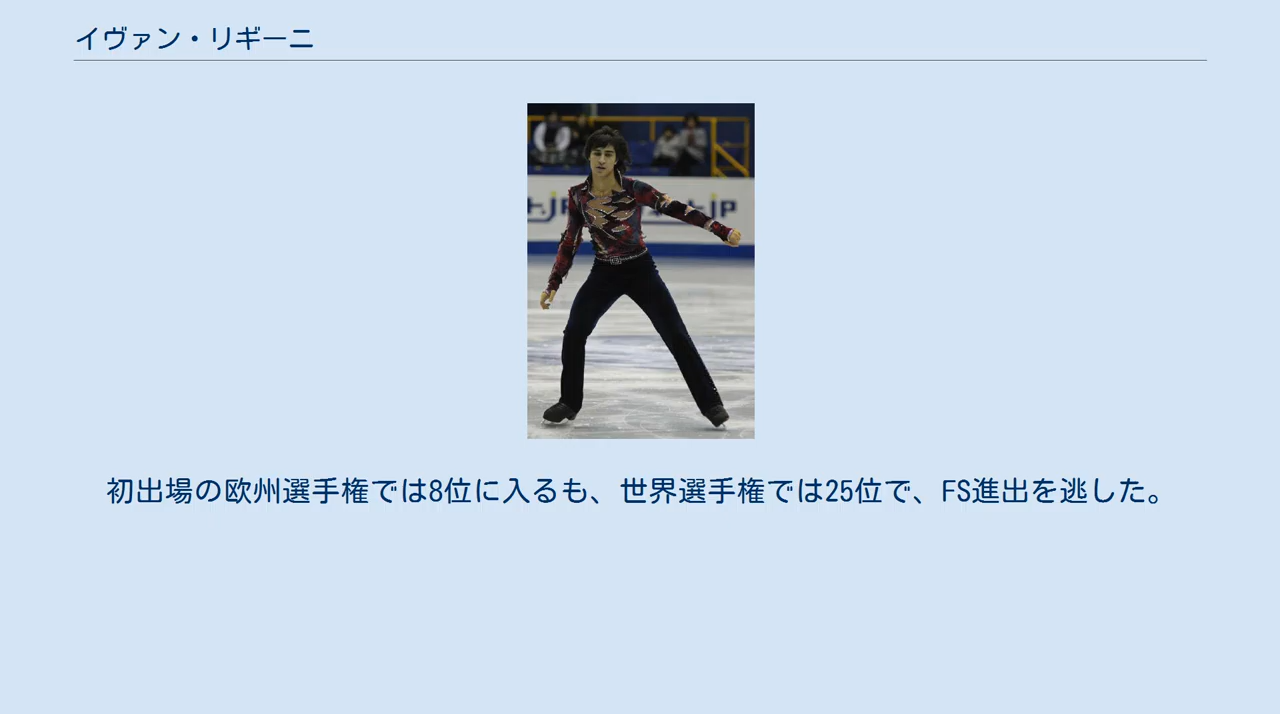 イヴァン・リギーニ
初出場の欧州選手権では8位に入るも、世界選手権では25位で、FS進出を逃した。